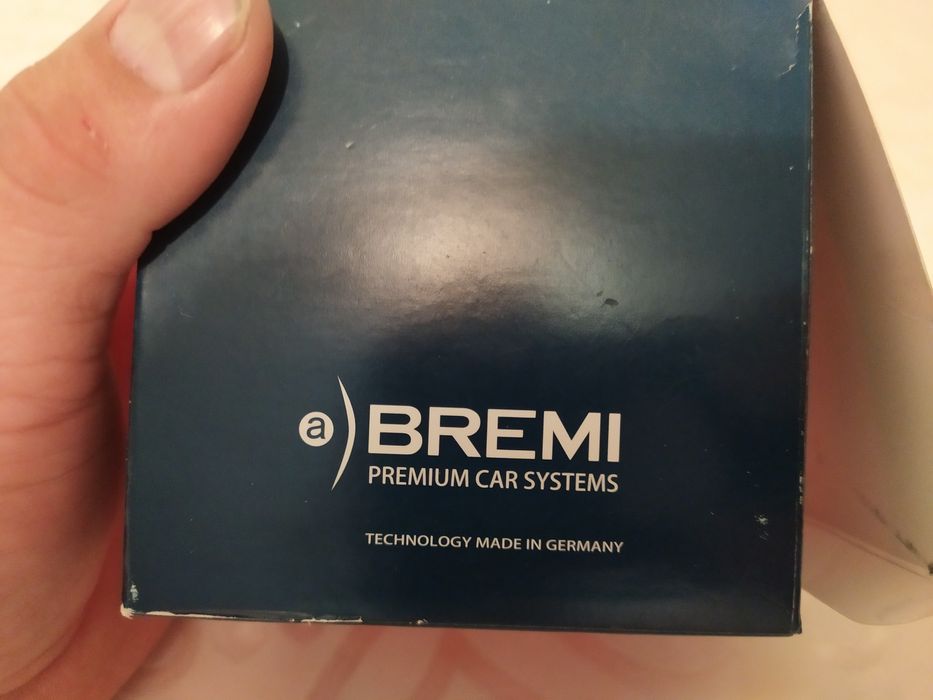 a)BREMI
PREMIUM CAR SYSTEMS
TECHNOLOGY MADE IN GERMANY